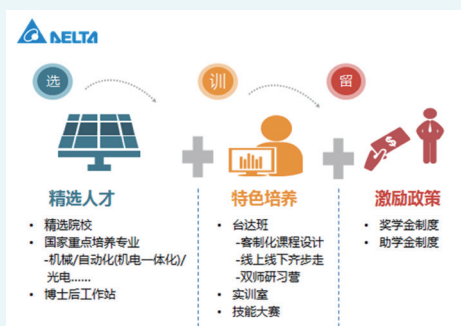 DELTA
选
训
留
精选人才
特色培养
激励政策
• 精选院校
• 国家重点培养专业
-机械/自动化(机电一体化)/
光电......
• 博士后工作站
• 台达班
-客制化课程设计
-线上线下齐步走
-双师研习营
• 实训室
• 技能大赛
• 奖学金制度
• 助学金制度